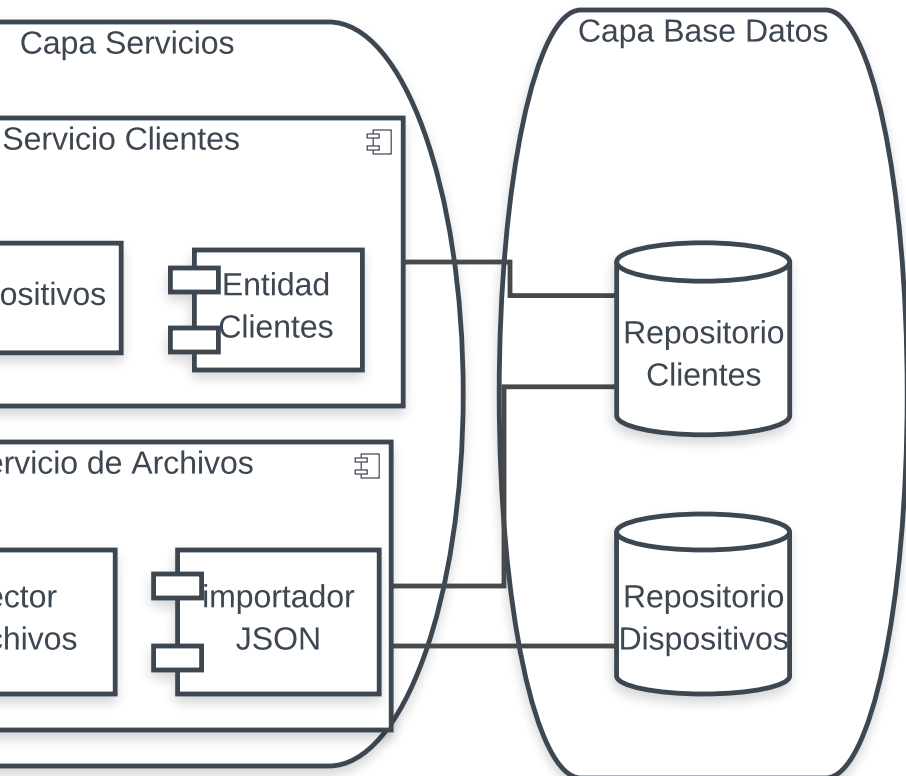 Capa Servicios
Capa Base Datos
Servicio Clientes
ositivos
Entidad
Clientes
Repositorio
Clientes
ervicio de Archivos
ector
chivos
importador
JSON
Repositorio
Dispositivos